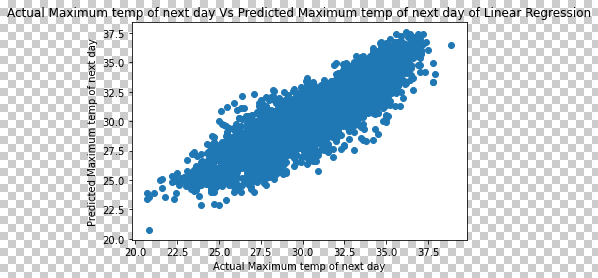 Actual Maximum temp of next day Vs Predicted Maximum temp of next day of Linear Regression
Predicted Maximum temp of next day
37.5
35.0
32.5
30.0
27.5
25.0
22.5
20.0
20.0 22.5 25.0 27.5 30.0 32.5 35.0 37.5
Actual Maximum temp of next day